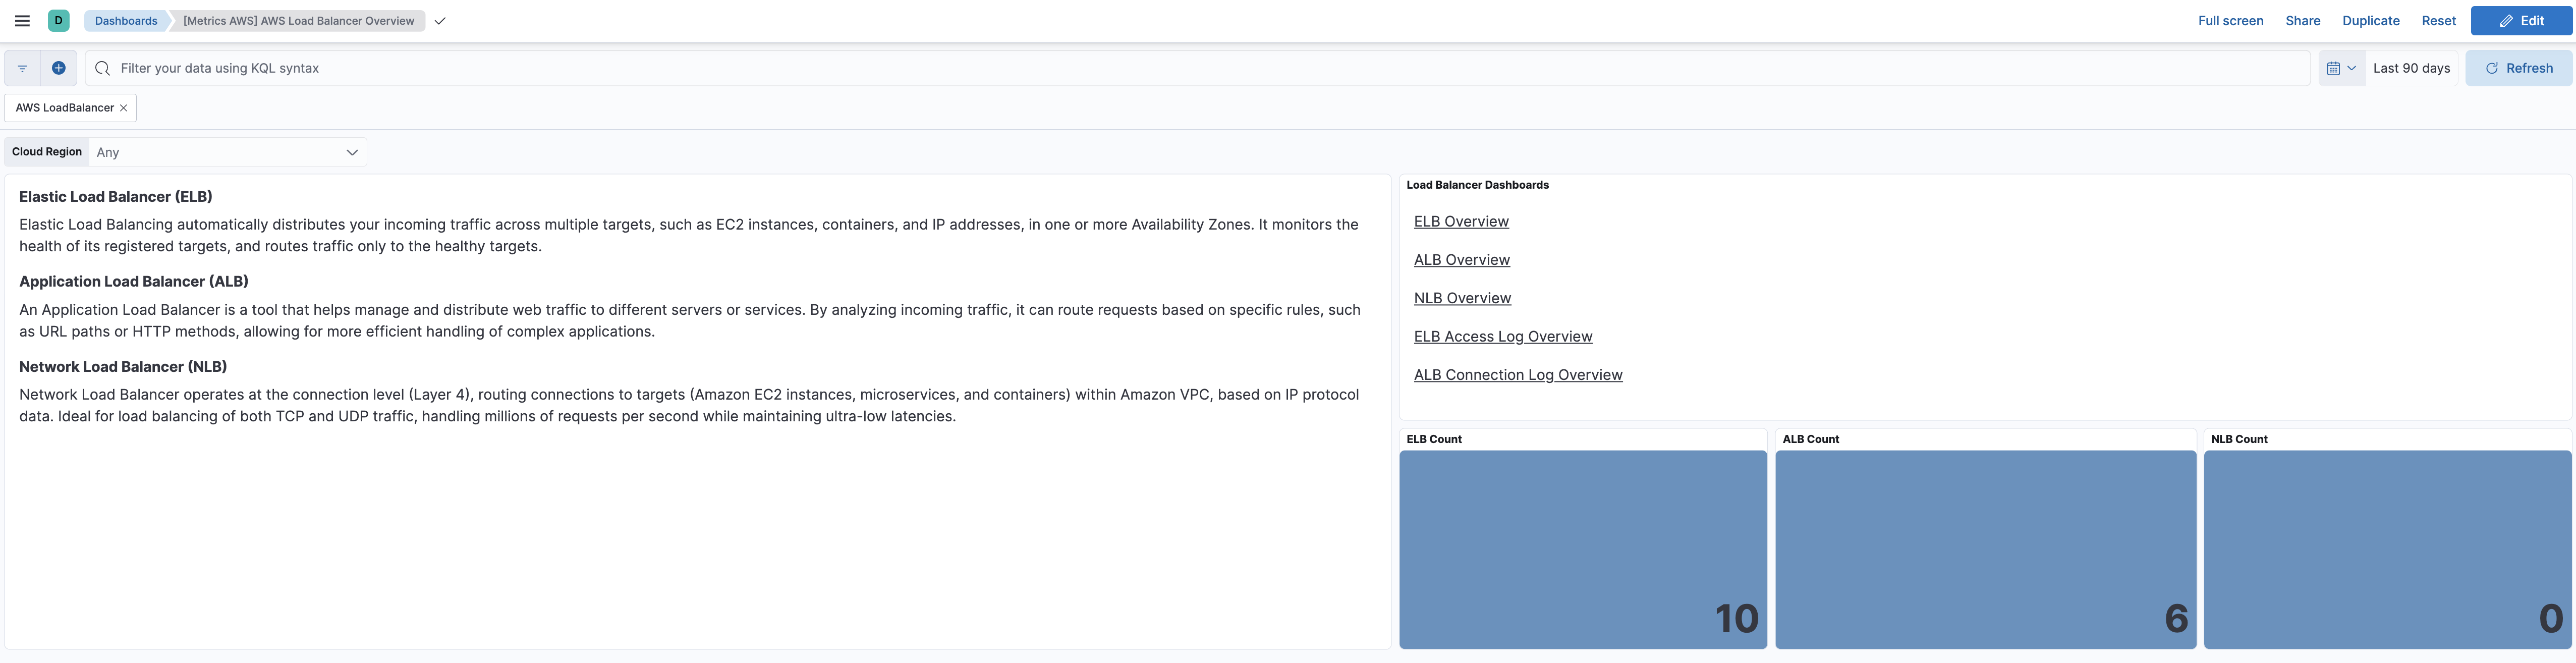 D
Dashboards
[Metrics AWS] AWS Load Balancer Overview
Full screen
Share
Duplicate
Reset
Edit
Filter your data using KQL syntax
Last 90 days
Refresh
AWS LoadBalancer
Cloud Region
Any
Elastic Load Balancer (ELB)
Elastic Load Balancing automatically distributes your incoming traffic across multiple targets, such as EC2 instances, containers, and IP addresses, in one or more Availability Zones. It monitors the
health of its registered targets, and routes traffic only to the healthy targets.
Application Load Balancer (ALB)
An Application Load Balancer is a tool that helps manage and distribute web traffic to different servers or services. By analyzing incoming traffic, it can route requests based on specific rules, such
as URL paths or HTTP methods, allowing for more efficient handling of complex applications.
Network Load Balancer (NLB)
Network Load Balancer operates at the connection level (Layer 4), routing connections to targets (Amazon EC2 instances, microservices, and containers) within Amazon VPC, based on IP protocol
data. Ideal for load balancing of both TCP and UDP traffic, handling millions of requests per second while maintaining ultra-low latencies.
Load Balancer Dashboards
ELB Overview
ALB Overview
NLB Overview
ELB Access Log Overview
ALB Connection Log Overview
ELB Count
10
ALB Count
6
NLB Count
0